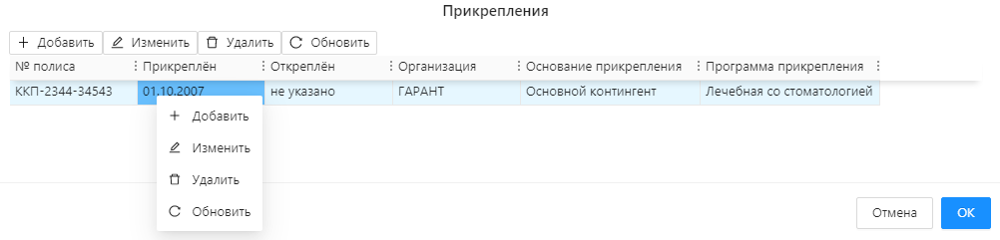 Прикрепления
Добавить Изменить Удалить Обновить
№ полиса Прикреплён Откреплён Организация Основание прикрепления Программа прикрепления
ККП-2344-34543 01.10.2007 не указано ГАРАНТ Основной контингент Лечебная со стоматологией
Добавить
Изменить
Удалить
Обновить
Отмена ОК